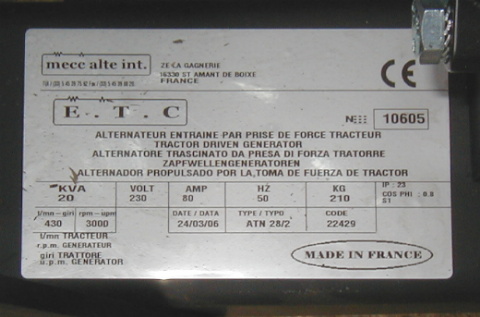 mecc alte int.
ZE LA GAGNERIE
16330 ST AMANT DE BOIXE
FRANCE
CE
E. T. C
10605
ALTERNATEUR ENTRAINE PAR PRISE DE FORCE TRACTEUR
TRACTOR DRIVEN GENERATOR
ALTERNATORE TRASCINATO DA PRESA DI FORZA TRATORRE
ZAPFWELLENGENERATOREN
ALTERNADOR PROPULSADO POR LA TOMA DE FUERZA DE TRACTOR
KVA VOLT AMP HZ KG IP : 23
20 230 80 50 210 COS PHI : 0.8
S1
t/mn - giri rpm - upm DATE / DATA TYPE / TYPO CODE
430 3000 24/03/06 ATN 28/2 22429
t/mn TRACTEUR
r.p.m. GENERATEUR
giri TRATTORE
u.p.m. GENERATOR
MADE IN FRANCE